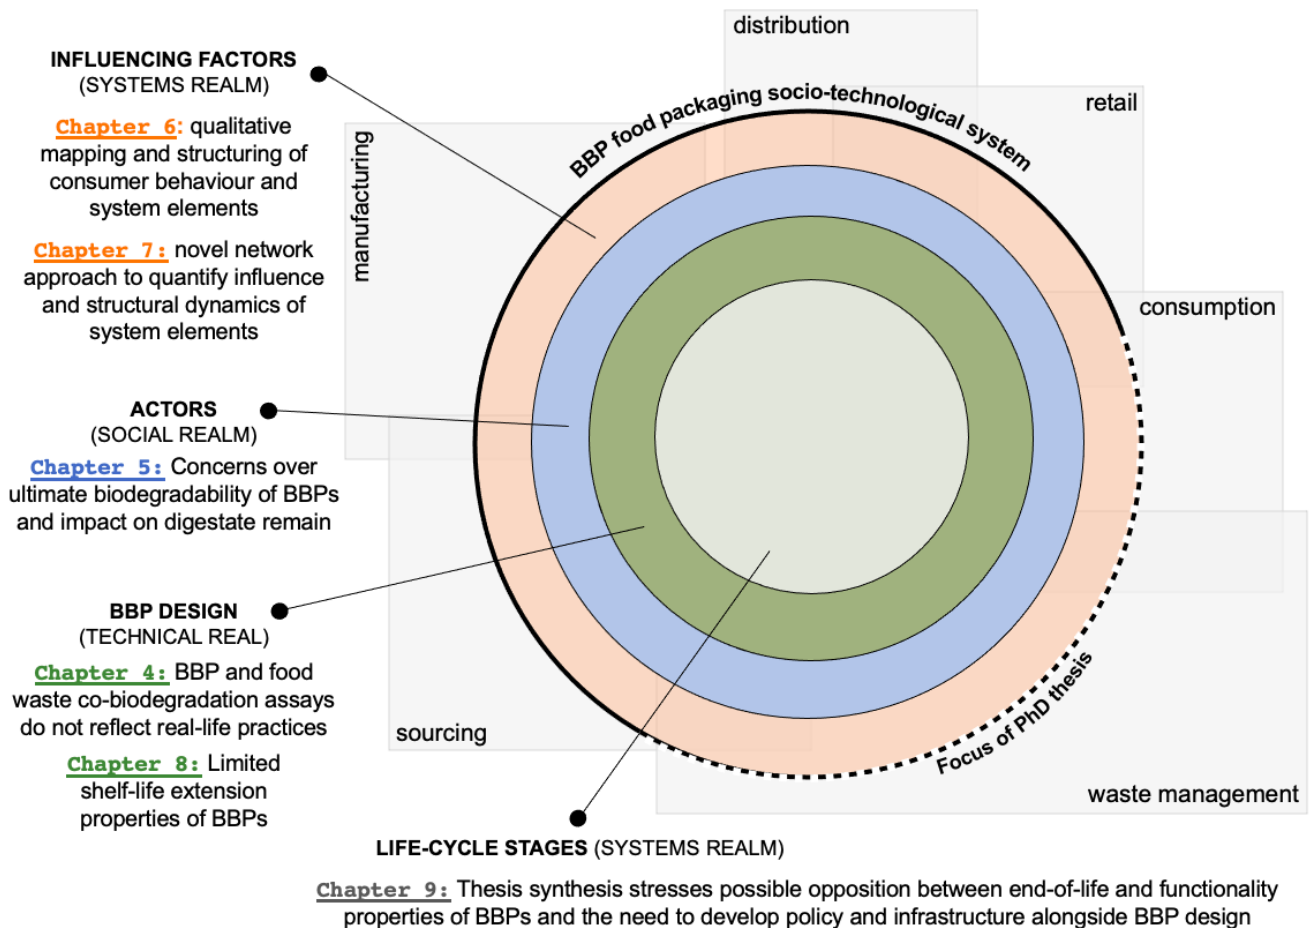 distribution
retail
BBP food packaging socio-technological system
manufacturing
consumption
INFLUENCING FACTORS
(SYSTEMS REALM)
Chapter 6: qualitative
mapping and structuring of
consumer behaviour and
system elements
Chapter 7: novel network
approach to quantify influence
and structural dynamics of
system elements
ACTORS
(SOCIAL REALM)
Chapter 5: Concerns over
ultimate biodegradability of BBPs
and impact on digestate remain
BBP DESIGN
(TECHNICAL REAL)
Chapter 4: BBP and food
waste co-biodegradation assays
do not reflect real-life practices
Chapter 8: Limited
shelf-life extension
properties of BBPs
sourcing
Focus of PhD thesis
waste management
LIFE-CYCLE STAGES (SYSTEMS REALM)
Chapter 9: Thesis synthesis stresses possible opposition between end-of-life and functionality
properties of BBPs and the need to develop policy and infrastructure alongside BBP design